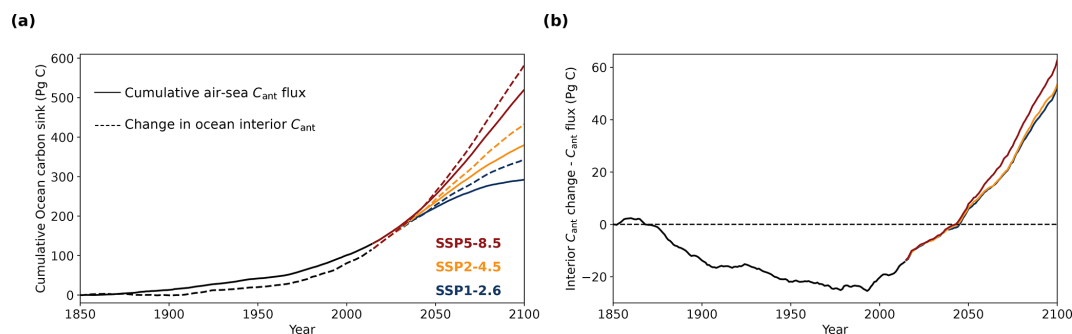 (a)
Cumulative Ocean carbon sink (Pg C)
600
500
400
300
200
100
0
Cumulative air-sea Cant flux
Change in ocean interior Cant
SSP5-8.5
SSP2-4.5
SSP1-2.6
1850
1900
1950
2000
2050
2100
Year
(b)
Interior Cant change - Cant flux (Pg C)
60
40
20
0
−20
1850
1900
1950
2000
2050
2100
Year